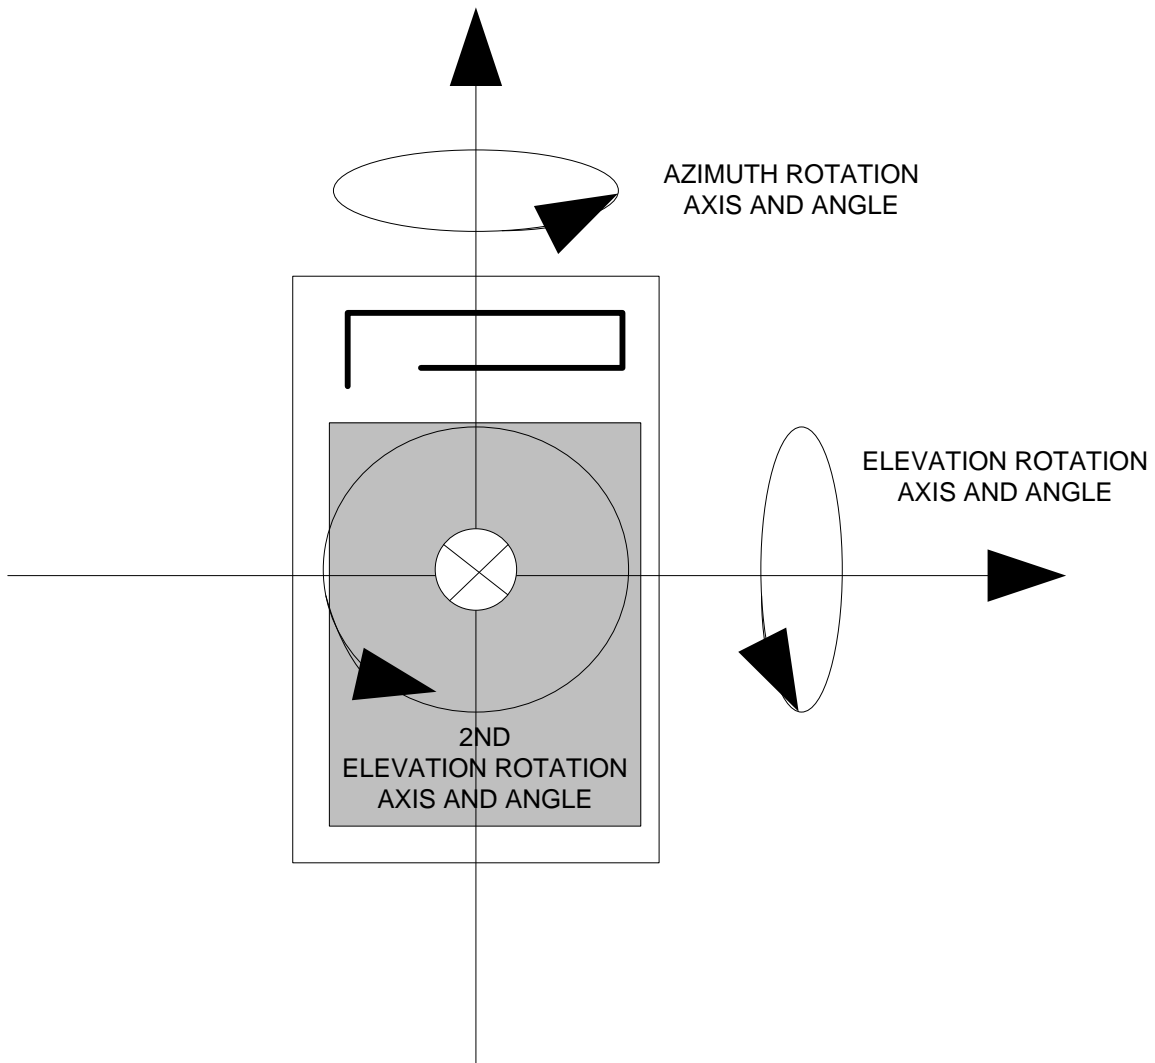 AZIMUTH ROTATION
AXIS AND ANGLE
ELEVATION ROTATION
AXIS AND ANGLE
2ND
ELEVATION ROTATION
AXIS AND ANGLE